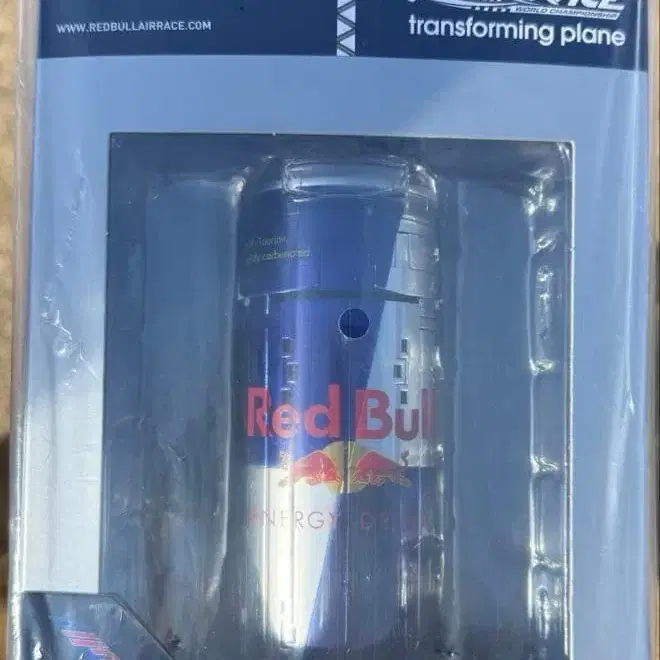 WWW.REDBULLAIRRACE.COM
WORLD CHAMPIONSHIP
transforming plane
Red Bull
ENERGY DRINK